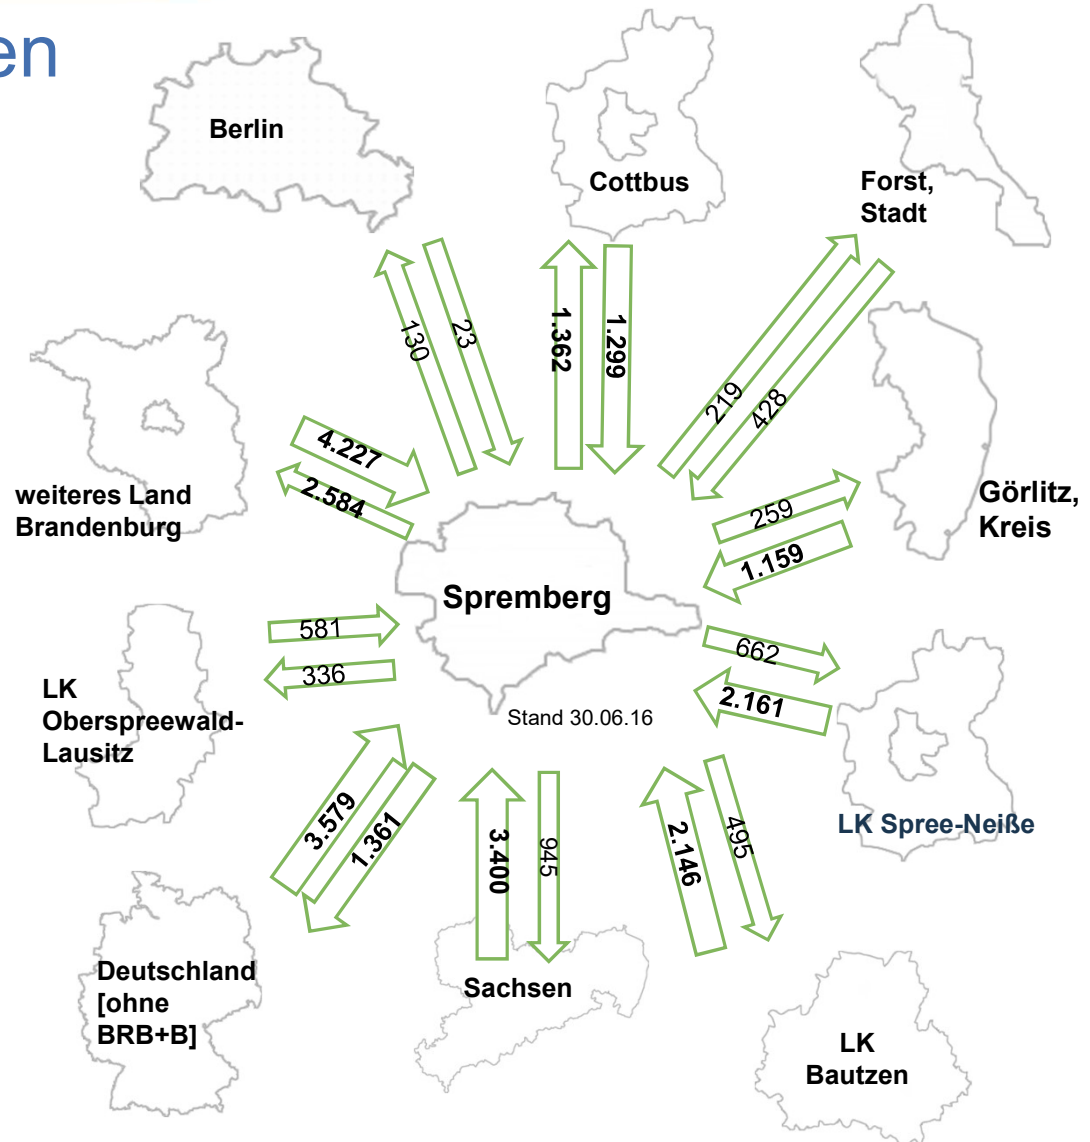 en
Berlin
Cottbus
Forst,
Stadt
130
23
1.362
1.299
219
428
4.227
2.584
weiteres Land
Brandenburg
259
1.159
Görlitz,
Kreis
Spremberg
581
336
662
2.161
LK
Oberspreewald-
Lausitz
Stand 30.06.16
LK Spree-Neiße
3.579
1.361
3.400
945
2.146
495
Deutschland
[ohne
BRB+B]
Sachsen
LK
Bautzen